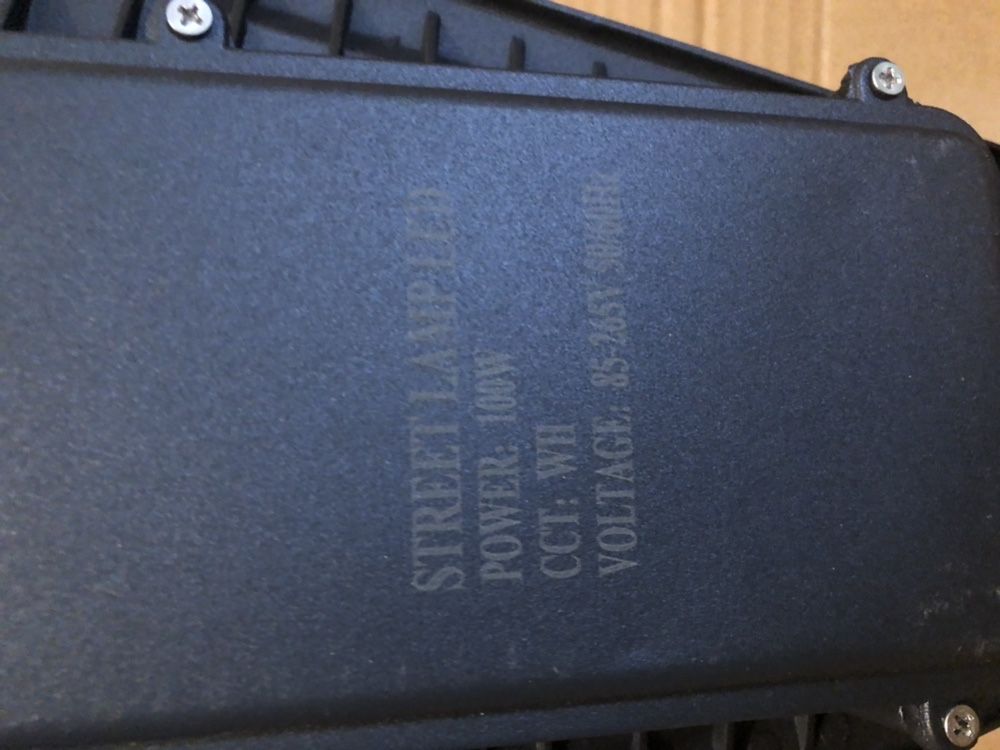 STREET LAMP LED
POWER: 100W
CCT: WH
VOLTAGE: 85-265V 50/60Hz